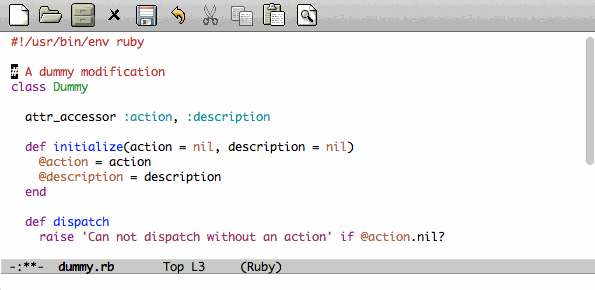 #!/usr/bin/env ruby
# A dummy modification
class Dummy
attr_accessor :action, :description
def initialize(action = nil, description = nil)
@action = action
@description = description
end
def dispatch
raise 'Can not dispatch without an action' if @action.nil?
-:**- dummy.rb Top L3 (Ruby)